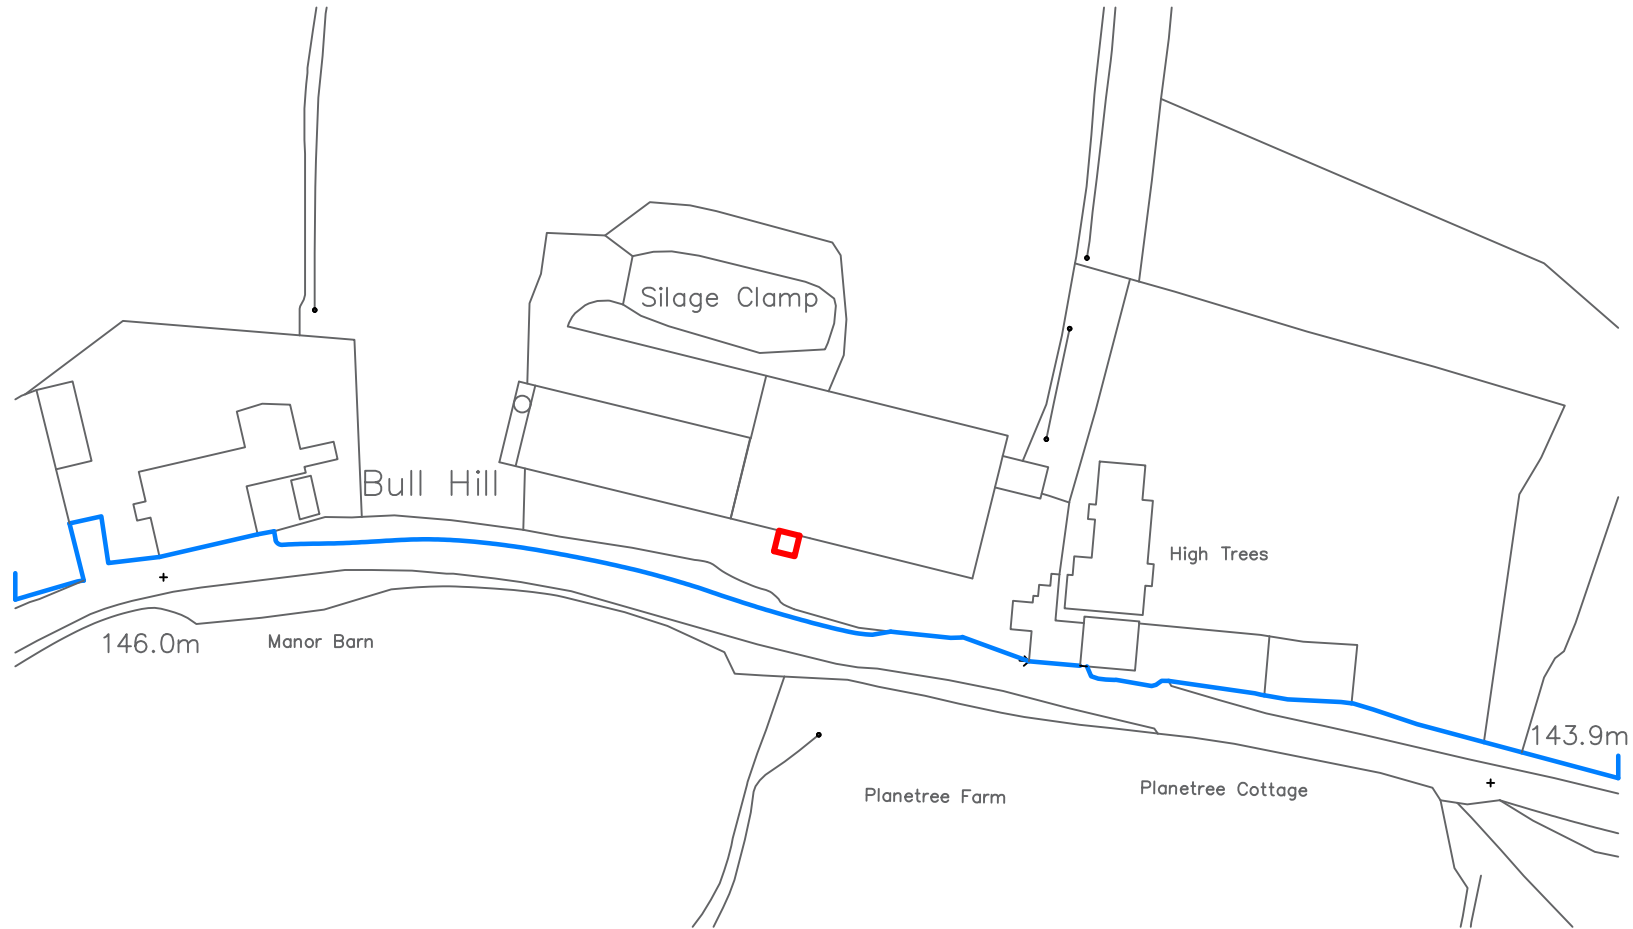 Silage Clamp
Bull Hill
High Trees
146.0m
Manor Barn
143.9m
Planetree Farm
Planetree Cottage